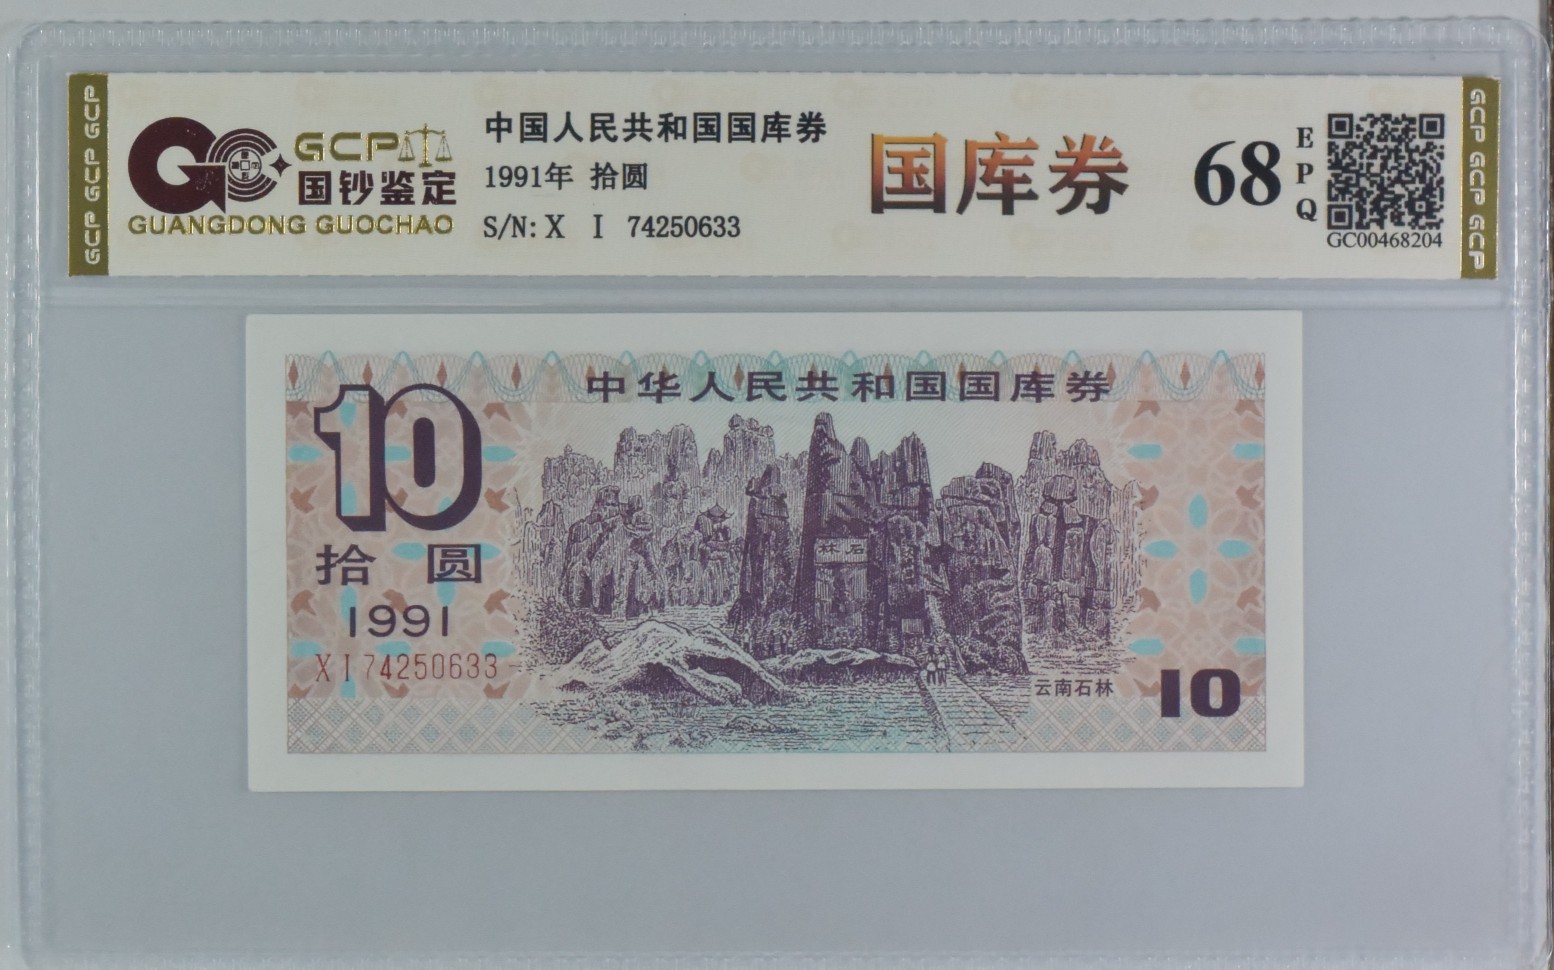 GCP GCP GCP
GCP
国钞鉴定
GUANGDONG GUOCHAO
中国人民共和国国库券
1991年 拾圆
S/N: X I 74250633
国库券
68
EPQ
GC00468204
GCP GCP GCP
中华人民共和国国库券
10
拾圆
1991
XI74250633
石林
云南石林
10